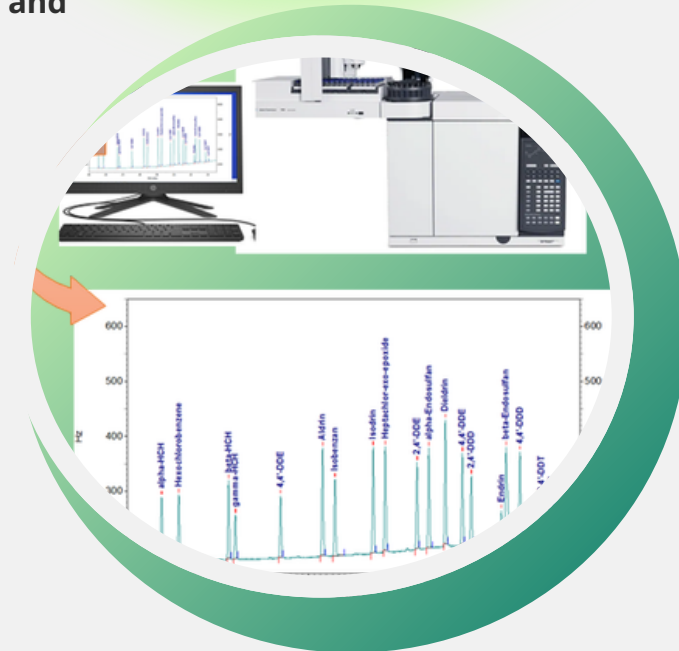 and
600
600
500
500
Hz
400
300
alpha-HCH
Hexachlorobenzene
beta-HCH
gamma-HCH
4,4'-DDE
Aldrin
Isobenzan
Isodrin
Heptachlor-exo-epoxide
2,4'-DDE
alpha-Endosulfan
Dieldrin
4,4'-DDE
2,4'-DDD
Endrin
beta-Endosulfan
4,4'-DDD
4'-DDT